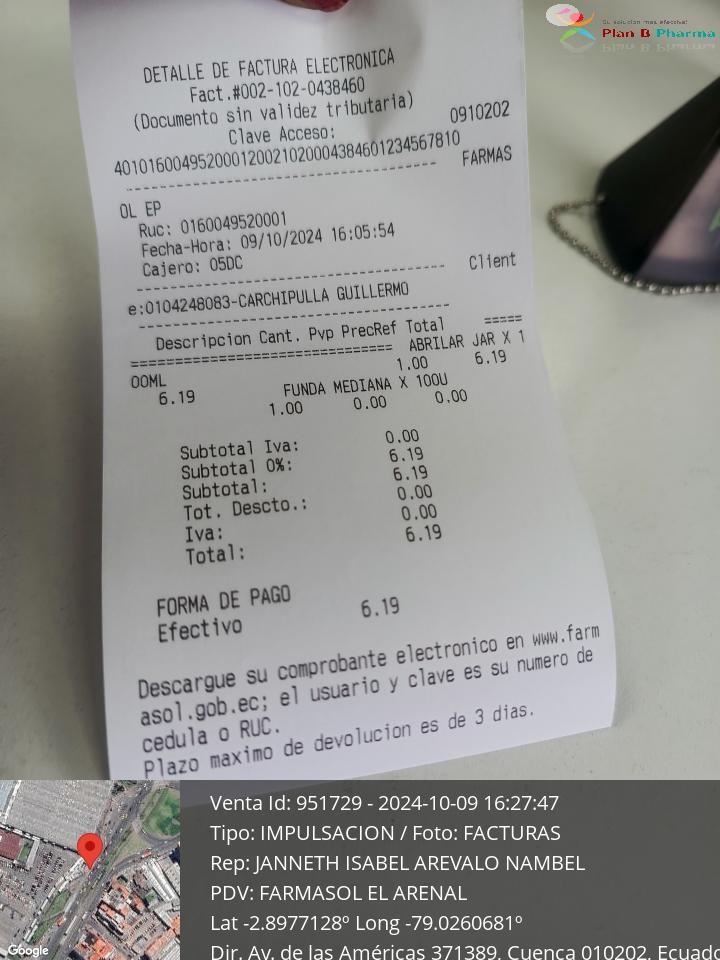 Su solución mas efectiva!
Plan B Pharma
DETALLE DE FACTURA ELECTRONICA
Fact.#002-102-0438460
(Documento sin validez tributaria)
Clave Acceso: 0910202
401016004952000120021020004384601234567810
FARMAS
OL EP
Ruc: 0160049520001
Fecha-Hora: 09/10/2024 16:05:54
Cajero: 05DC
Client
e:0104248083-CARCHIPULLA GUILLERMO
Descripcion Cant. Pvp PrecRef Total
ABRILAR JAR X 1
OOML 1.00 6.19
6.19
FUNDA MEDIANA X 100U
1.00 0.00 0.00
Subtotal Iva: 0.00
Subtotal 0%: 6.19
Subtotal: 6.19
Tot. Descto.: 0.00
Iva: 0.00
Total: 6.19
FORMA DE PAGO
Efectivo 6.19
Descargue su comprobante electronico en www.farm
asol.gob.ec; el usuario y clave es su numero de
cedula o RUC.
Plazo maximo de devolucion es de 3 dias.
Venta Id: 951729 - 2024-10-09 16:27:47
Tipo: IMPULSACION / Foto: FACTURAS
Rep: JANNETH ISABEL AREVALO NAMBEL
PDV: FARMASOL EL ARENAL
Lat -2.8977128º Long -79.0260681º
Dir. Av. de las Américas 371389, Cuenca 010202, Ecuado
Google